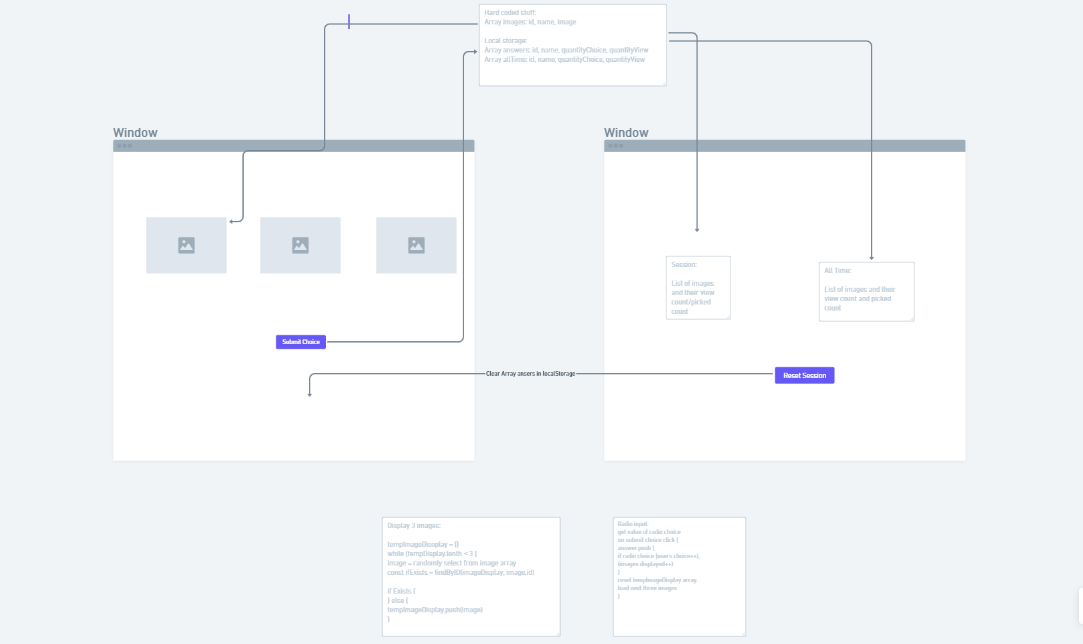 Hard coded stuff:
Array images: id, name, image
Local storage:
Array answers: id, name, quantityChoice, quantityView
Array allTime: id, name, quantityChoice, quantityView
Window
Window
Session:
List of images
and their view
count/picked
count
All Time:
List of images and their
view count and picked
count
Submit Choice
Clear Array ansers in localStorage
Reset Session
Display 3 images:
tempImageDisoplay = []
while (tempDisplay.lenth < 3 {
image = randomly select from image array
const ifExists = findByID(imageDisplay, image.id)
if Exists {
} else {
tempImageDisplay.push(image)
}
Radio input:
get value of radio choice
on submit choice click {
answer push {
if radio choice (users choice++),
(images displayed++)
}
reset tempImageDisplay array.
load next three images
}